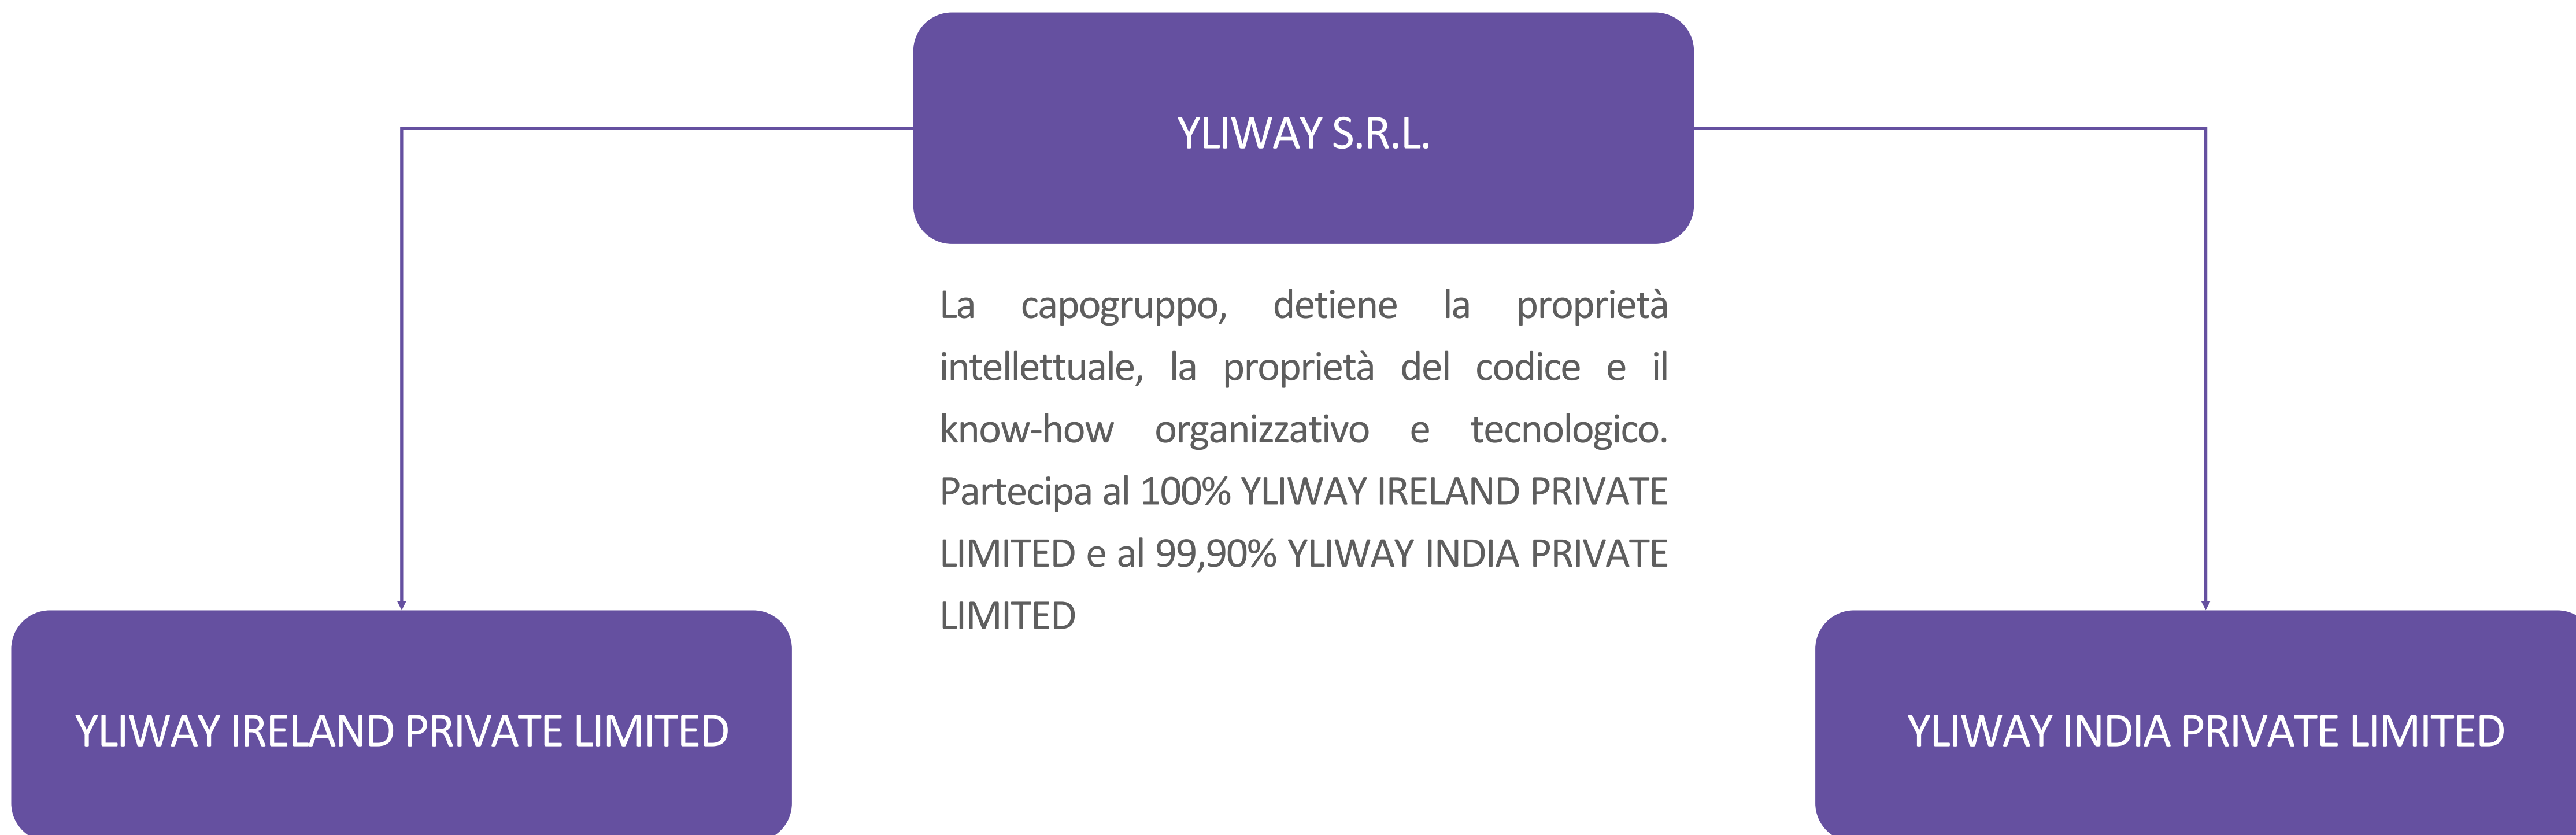 YLIWAY S.R.L.
La capogruppo, detiene la proprietà
intellettuale, la proprietà del codice e il
know-how organizzativo e tecnologico.
Partecipa al 100% YLIWAY IRELAND PRIVATE
LIMITED e al 99,90% YLIWAY INDIA PRIVATE
LIMITED
YLIWAY IRELAND PRIVATE LIMITED
YLIWAY INDIA PRIVATE LIMITED